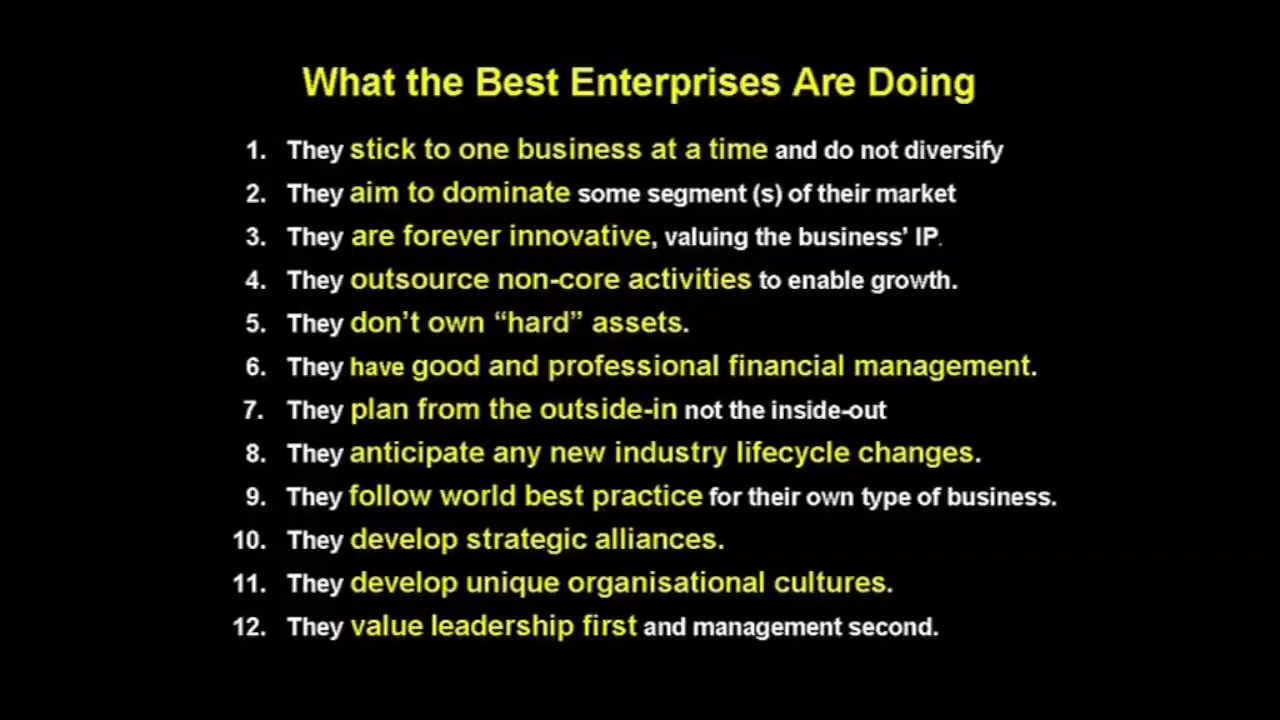 What the Best Enterprises Are Doing
1. They stick to one business at a time and do not diversify
2. They aim to dominate some segment (s) of their market
3. They are forever innovative, valuing the business’ IP.
4. They outsource non-core activities to enable growth.
5. They don’t own “hard” assets.
6. They have good and professional financial management.
7. They plan from the outside-in not the inside-out
8. They anticipate any new industry lifecycle changes.
9. They follow world best practice for their own type of business.
10. They develop strategic alliances.
11. They develop unique organisational cultures.
12. They value leadership first and management second.